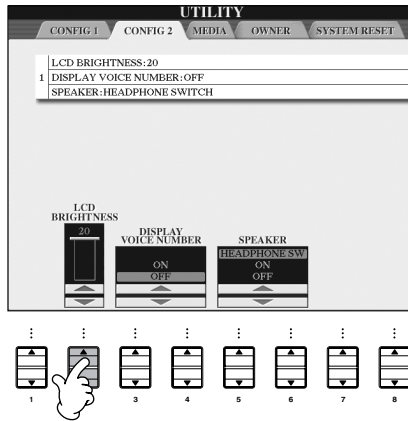 UTILITY
CONFIG 1 CONFIG 2 MEDIA OWNER SYSTEM RESET
LCD BRIGHTNESS:20
1 DISPLAY VOICE NUMBER:OFF
SPEAKER:HEADPHONE SWITCH
LCD
BRIGHTNESS
20
DISPLAY
VOICE NUMBER
ON
OFF
SPEAKER
HEADPHONE SW
ON
OFF
1 3 4 5 6 7 8